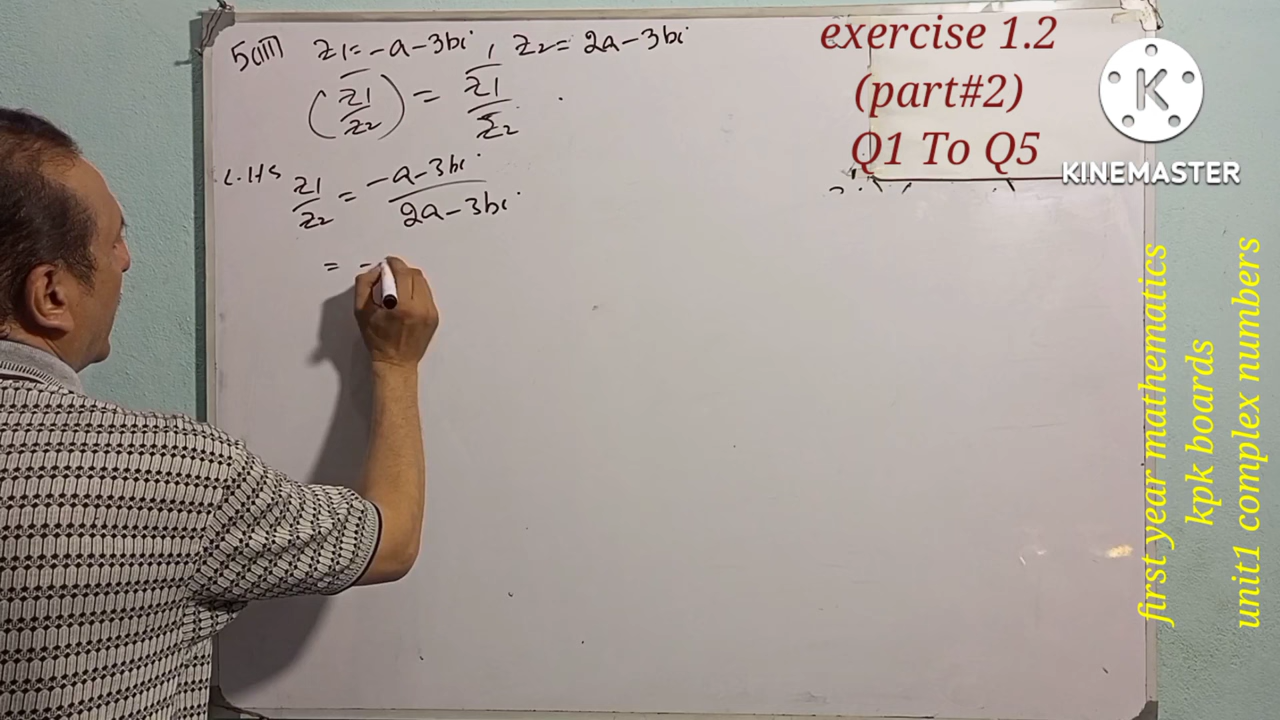 5(iii) z1 = -a - 3bi , z2 = 2a - 3bi
(z1/z2)‾ = z̄1/z̄2
L.HS z1/z2 = -a - 3bi / 2a - 3bi
= -
exercise 1.2
(part#2)
Q1 To Q5
K
KINEMASTER
first year mathematics
kpk boards
unit1 complex numbers